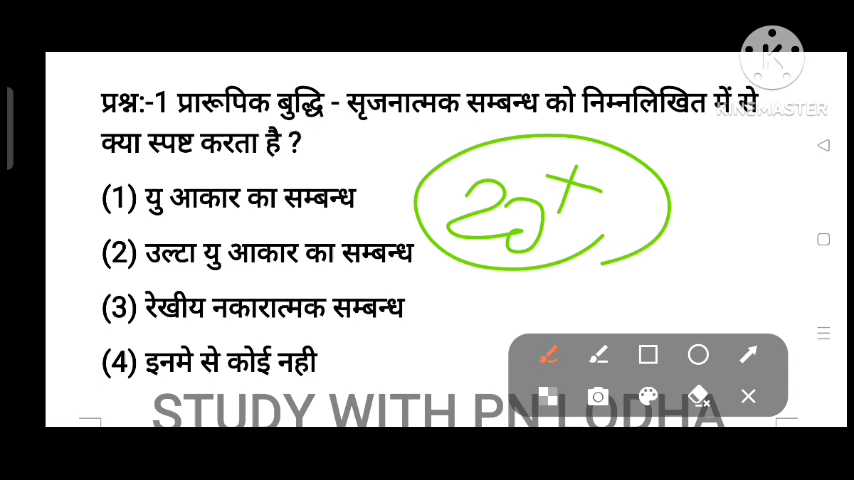 प्रश्न:-1 प्रारूपिक बुद्धि - सृजनात्मक सम्बन्ध को निम्नलिखित में से
क्या स्पष्ट करता है ?
(1) यु आकार का सम्बन्ध
(2) उल्टा यु आकार का सम्बन्ध
(3) रेखीय नकारात्मक सम्बन्ध
(4) इनमे से कोई नही
K
KINEMASTER
STUDY WITH PN LODHA